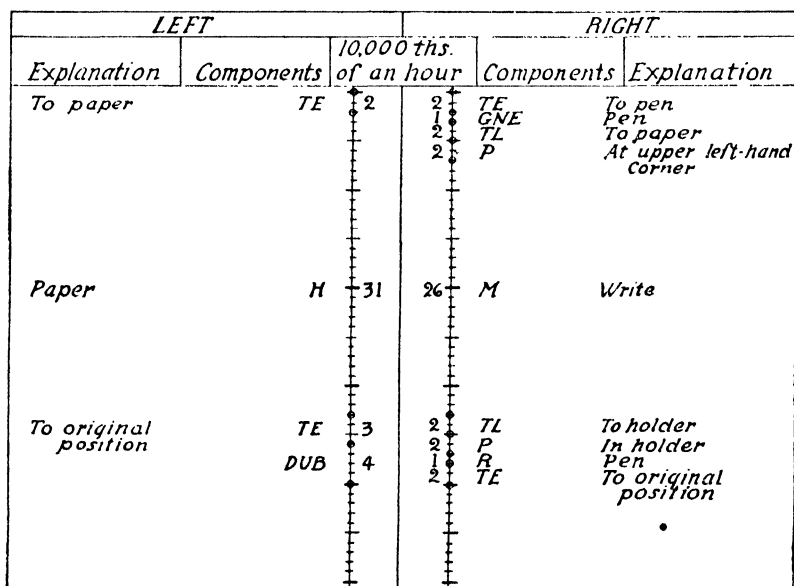 LEFT RIGHT
Explanation Components 10,000 ths. of an hour Components Explanation
To paper TE 2 2 TE To pen
1 GNE Pen
2 TL To paper
2 P At upper left-hand
Corner
Paper H 31 26 M Write
To original TE 3 2 TL To holder
position 2 P In holder
DUB 4 1 R Pen
2 TE To original
position